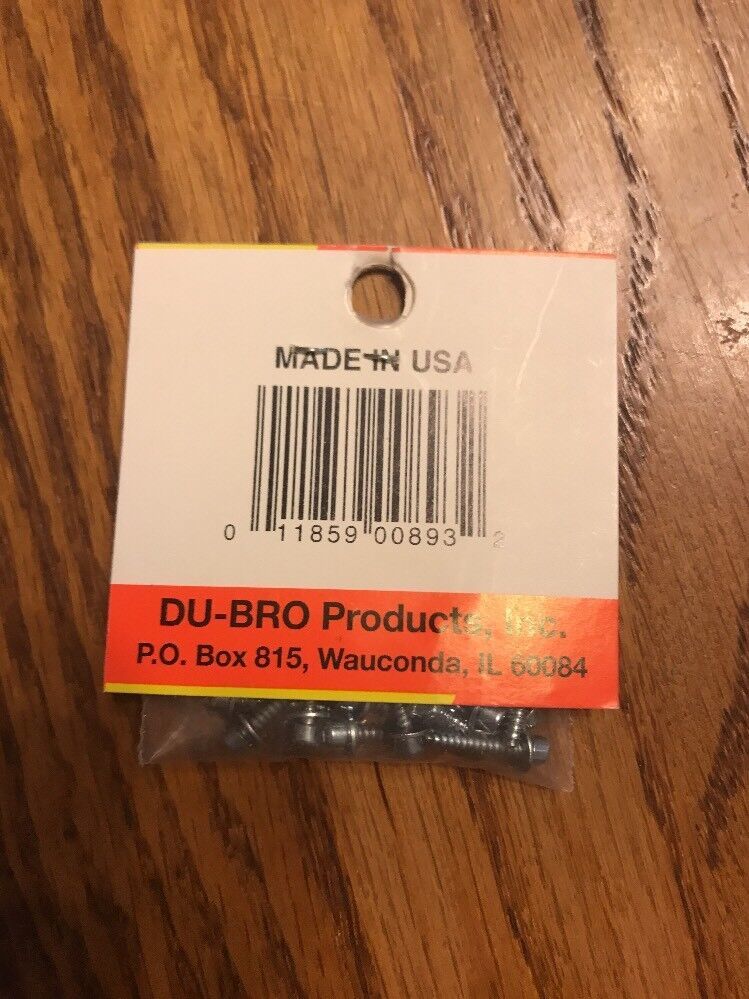 MADE IN USA
0 11859 00893 2
DU-BRO Products, Inc.
P.O. Box 815, Wauconda, IL 60084